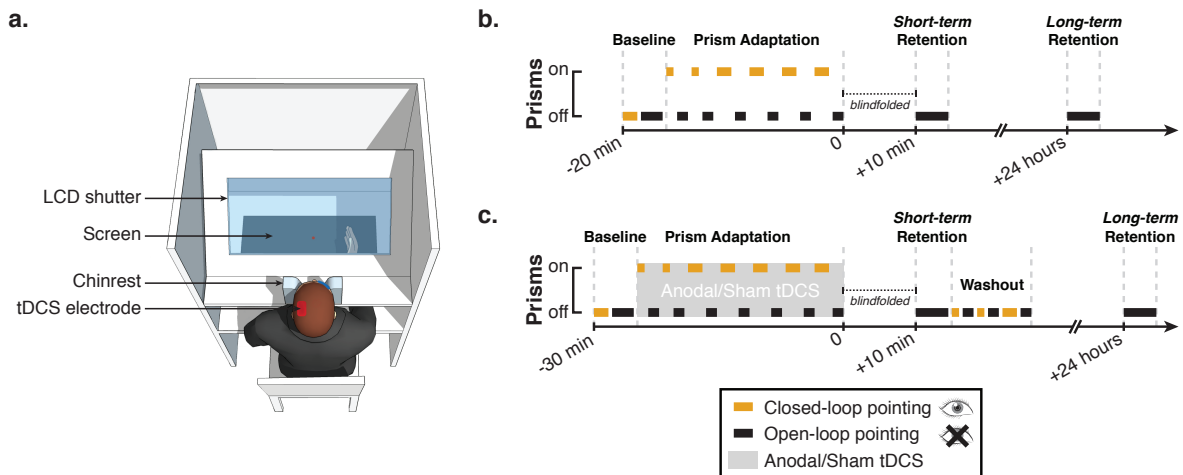 a.
LCD shutter
Screen
Chinrest
tDCS electrode
b.
Short-term
Retention
Long-term
Retention
Baseline
Prism Adaptation
Prisms
on
off
blindfolded
-20 min
0
+10 min
+24 hours
c.
Short-term
Retention
Long-term
Retention
Baseline
Prism Adaptation
Prisms
on
off
Anodal/Sham tDCS
blindfolded
Washout
-30 min
0
+10 min
+24 hours
Closed-loop pointing
Open-loop pointing
Anodal/Sham tDCS